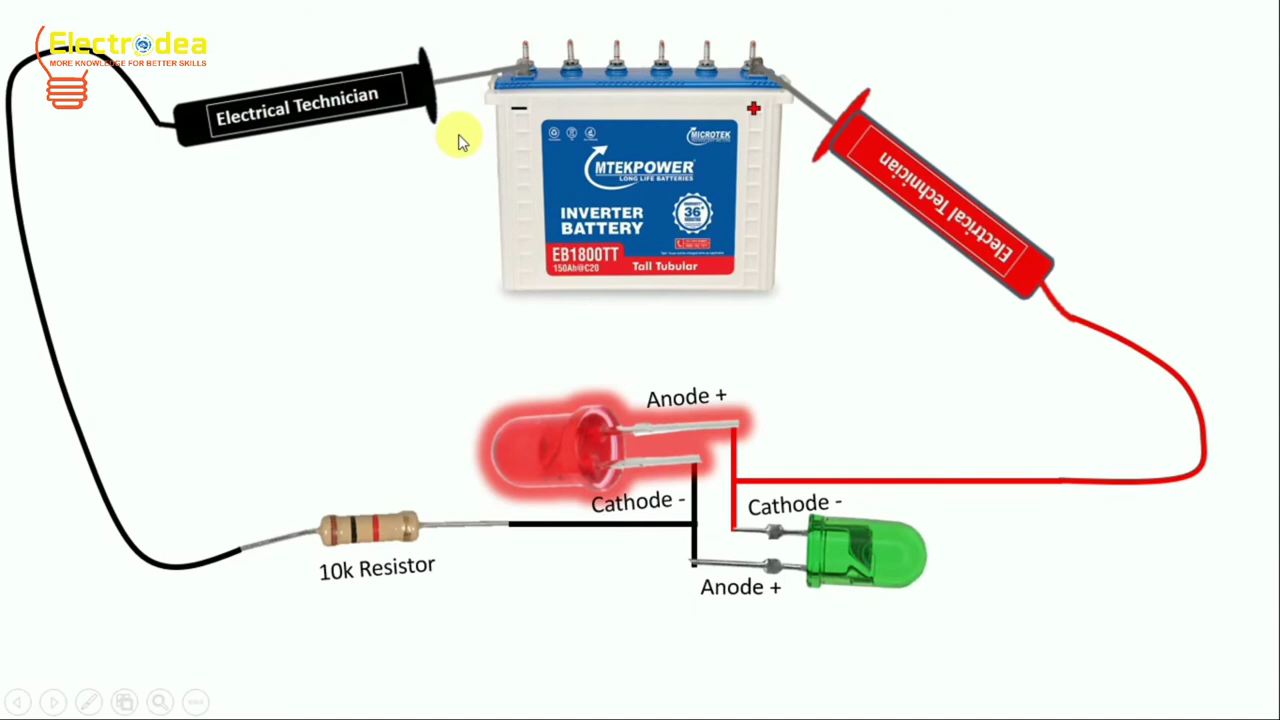 Electrodea
MORE KNOWLEDGE FOR BETTER SKILLS
Electrical Technician
−
+
MICROTEK
MTEKPOWER
LONG LIFE BATTERIES
INVERTER
BATTERY
36
EB1800TT
150Ah@C20
Tall Tubular
Electrical Technician
Anode +
Cathode -
Cathode -
10k Resistor
Anode +